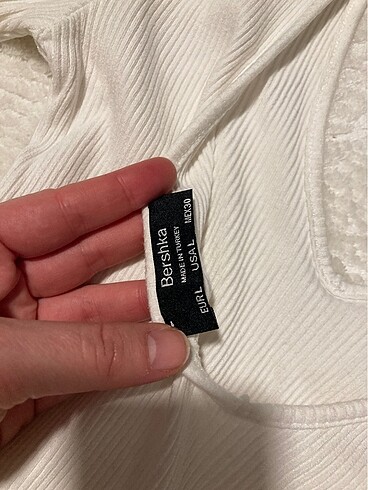 Bershka
MADE IN TURKEY
EUR L USA L MEX 30